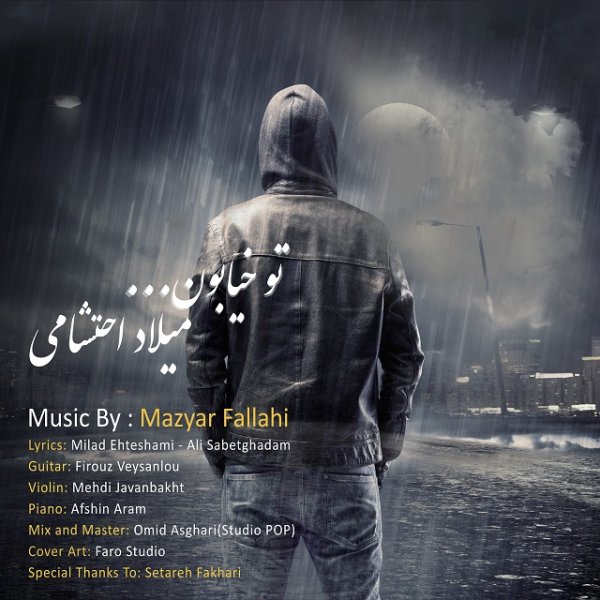 تو خیابون...
میلاد احتشامی
Music By : Mazyar Fallahi
Lyrics: Milad Ehteshami - Ali Sabetghadam
Guitar: Firouz Veysanlou
Violin: Mehdi Javanbakht
Piano: Afshin Aram
Mix and Master: Omid Asghari(Studio POP)
Cover Art: Faro Studio
Special Thanks To: Setareh Fakhari